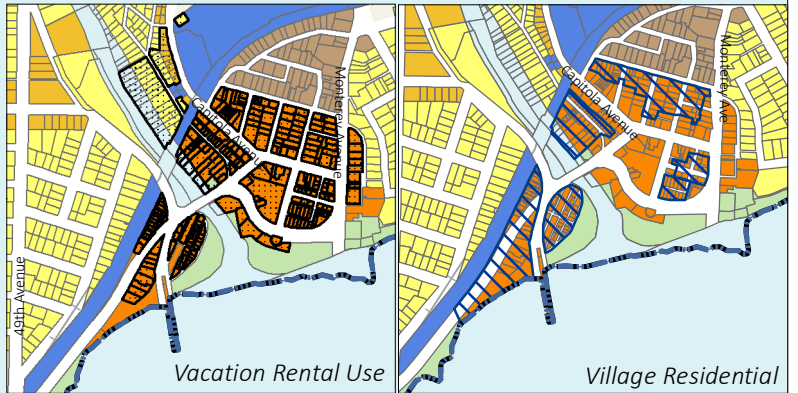 Capitola Avenue
Monterey Avenue
49th Avenue
Vacation Rental Use
Capitola Avenue
Monterey Ave
Village Residential